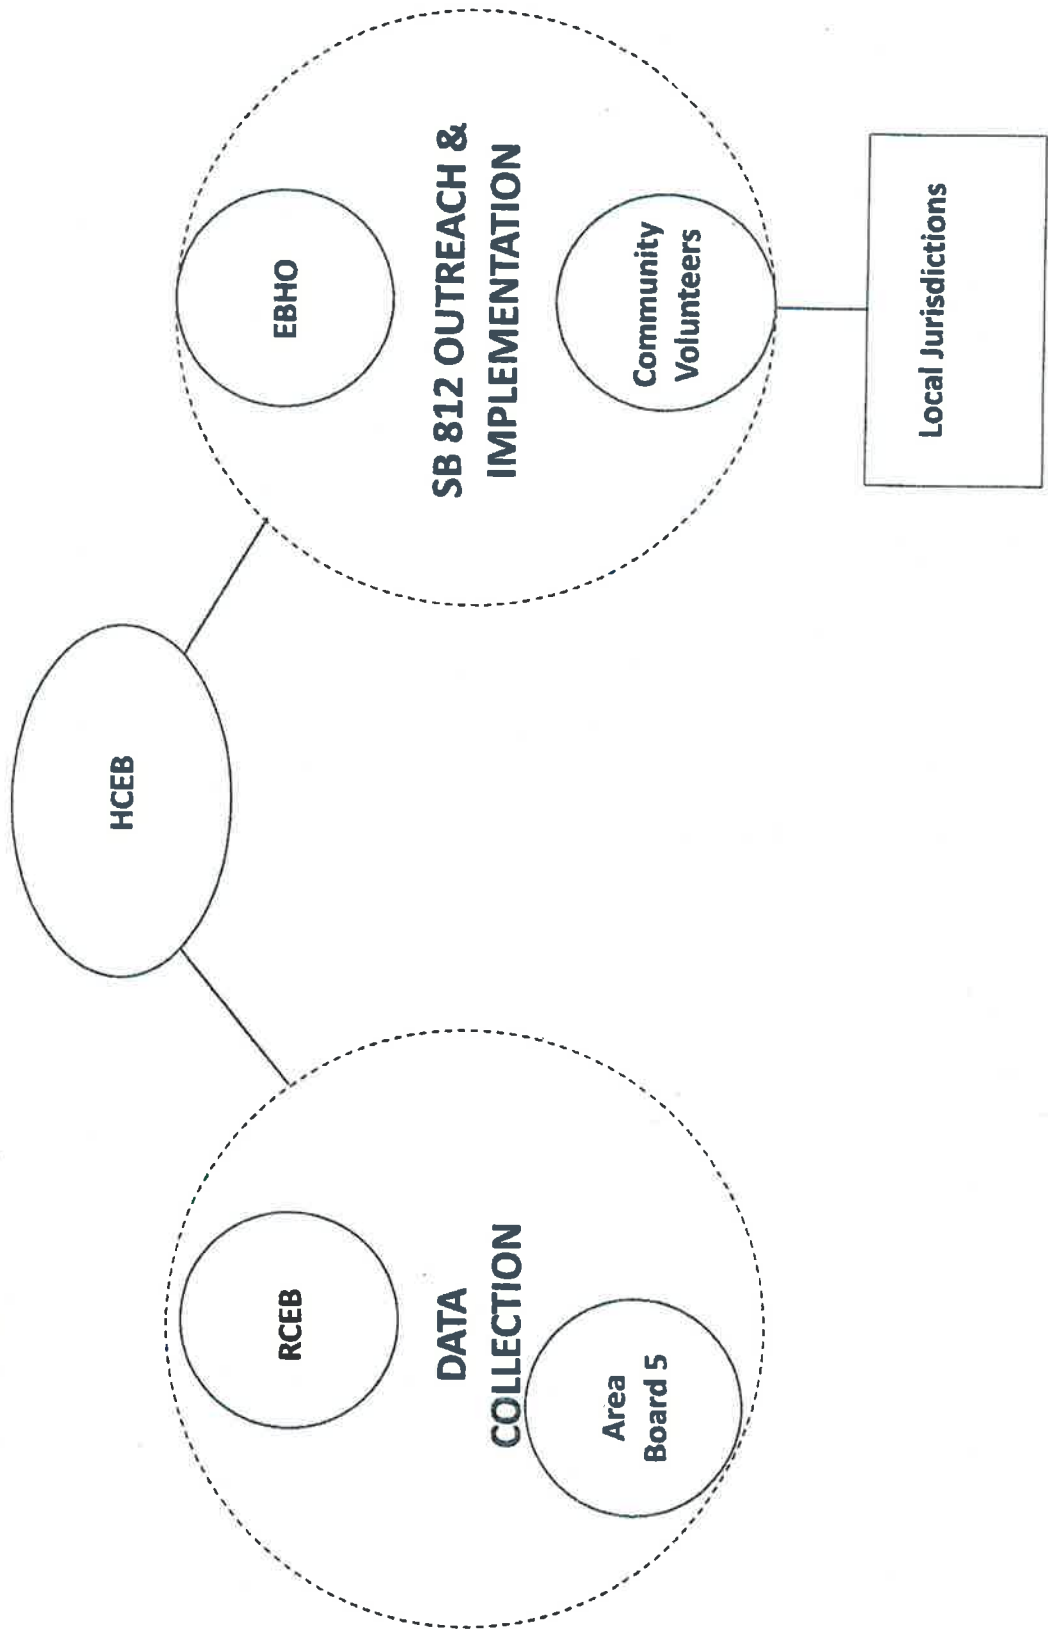 HCEB
RCEB
DATA
COLLECTION
Area
Board 5
EBHO
SB 812 OUTREACH &
IMPLEMENTATION
Community
Volunteers
Local Jurisdictions